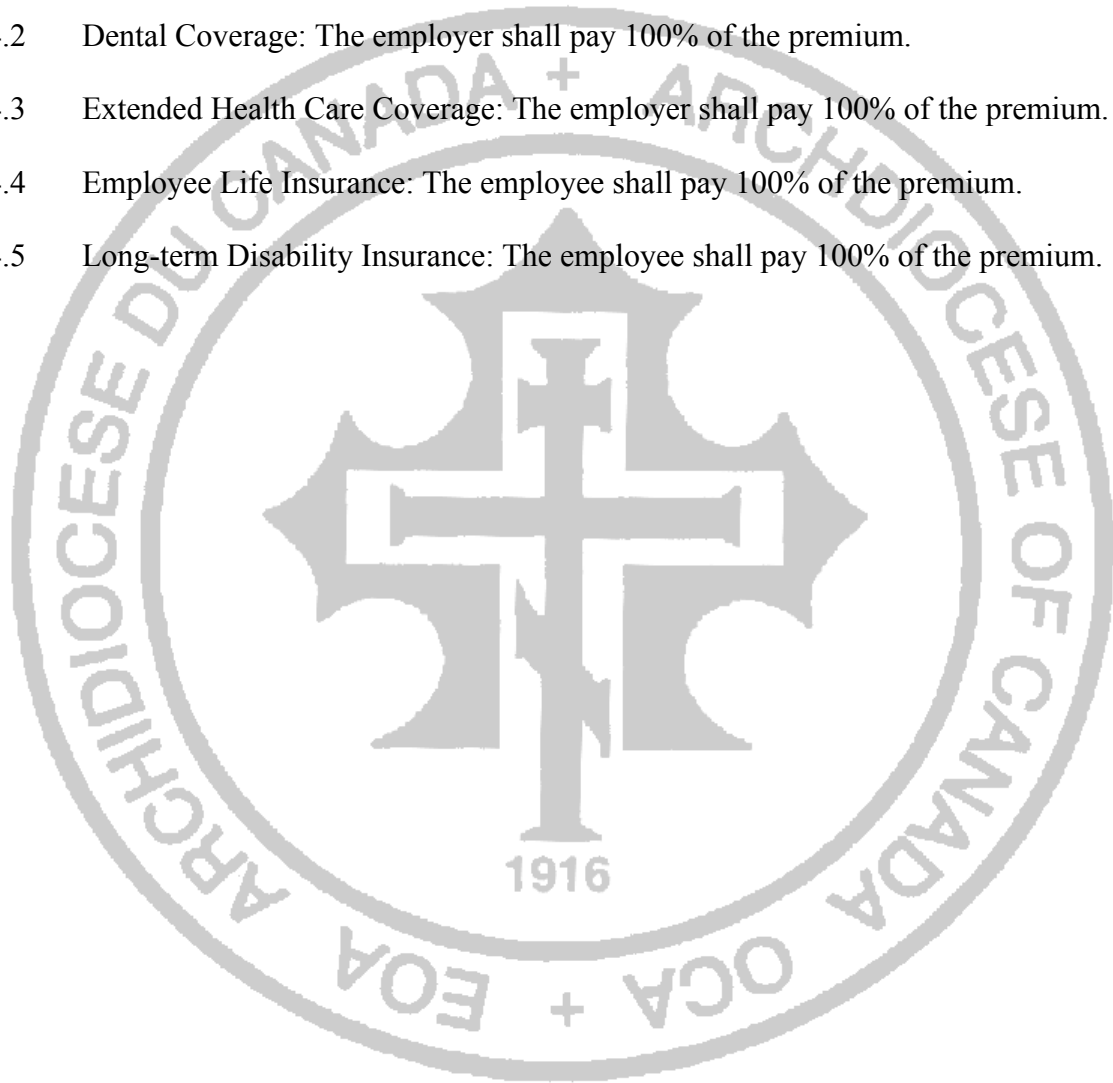 .2 Dental Coverage: The employer shall pay 100% of the premium.
.3 Extended Health Care Coverage: The employer shall pay 100% of the premium.
.4 Employee Life Insurance: The employee shall pay 100% of the premium.
.5 Long-term Disability Insurance: The employee shall pay 100% of the premium.
ARCHIDIOCESE DU CANADA + ARCHDIOCESE OF CANADA
1916
EOA + OCA